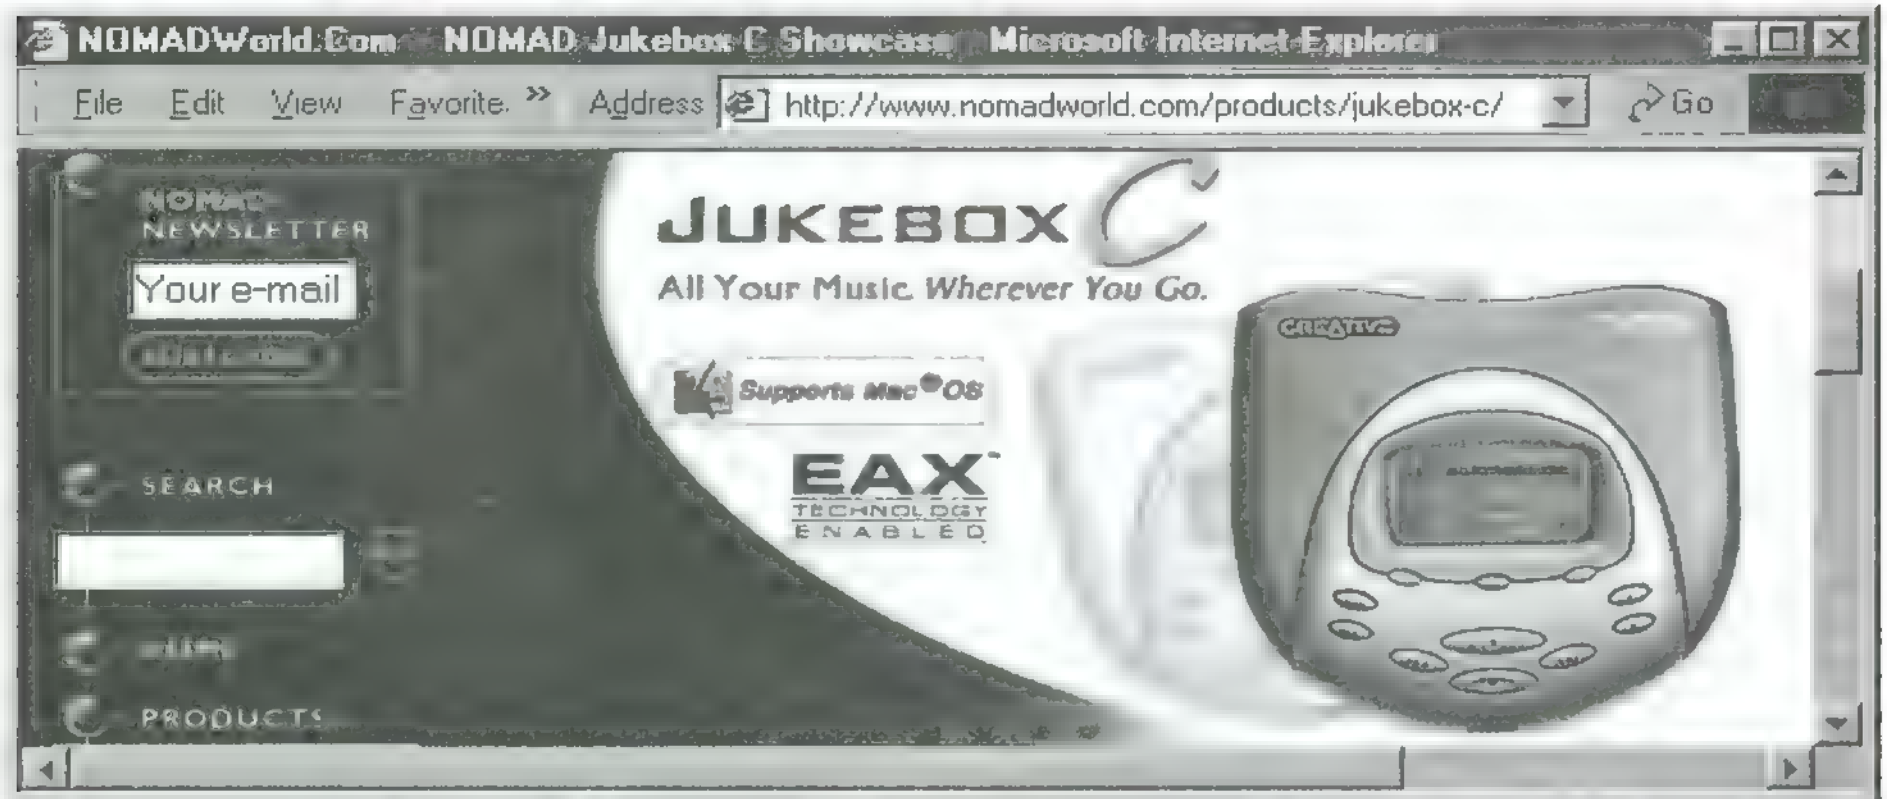 NOMADWorld.Com - NOMAD Jukebox C Showcase - Microsoft Internet Explorer
File Edit View Favorite. » Address http://www.nomadworld.com/products/jukebox-c/ Go
NOMAD
NEWSLETTER
Your e-mail
SEARCH
PRODUCTS
JUKEBOX C
All Your Music. Wherever You Go.
Supports Mac OS
EAX™
TECHNOLOGY
ENABLED
CREATIVE